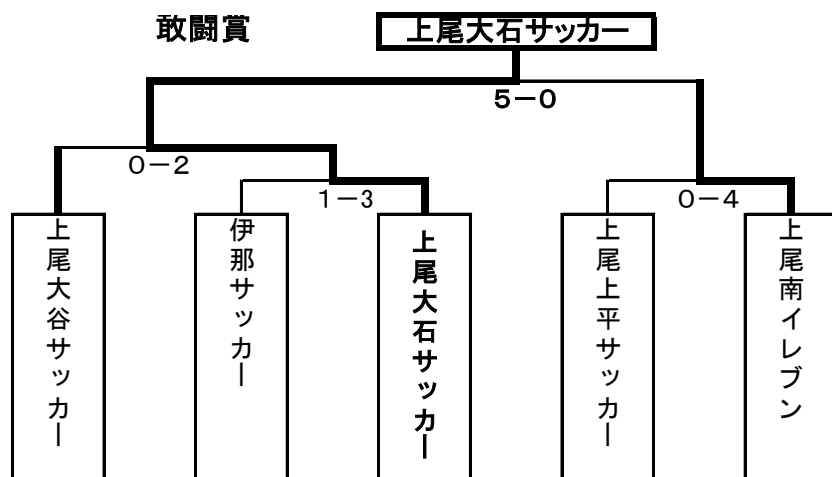 敢闘賞
上尾大石サッカー
5－0
0－2
1－3
0－4
上尾大谷サッカー
伊那サッカー
上尾大石サッカー
上尾上平サッカー
上尾南イレブン